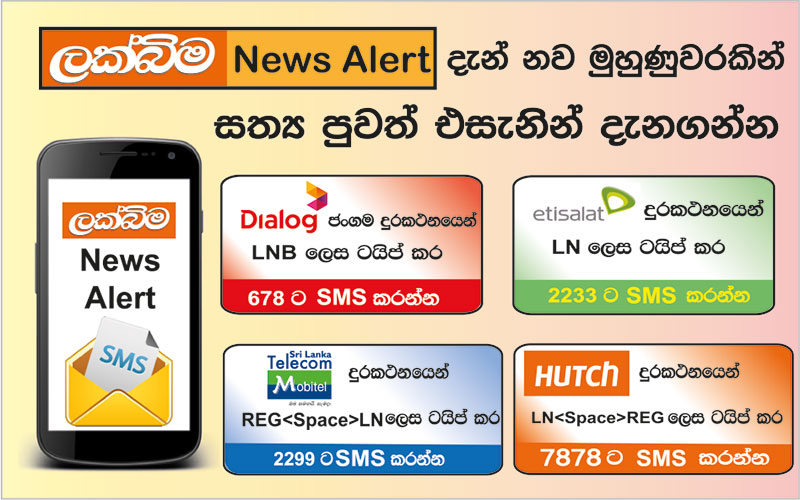 ලක්බිම News Alert දැන් නව මුහුණුවරකින්
සත්‍ය පුවත් එසැනින් දැනගන්න
ලක්බිම
News
Alert
SMS
Dialog ජංගම දුරකථනයෙන්
LNB ලෙස ටයිප් කර
678 ට SMS කරන්න
etisalat දුරකථනයෙන්
LN ලෙස ටයිප් කර
2233 ට SMS කරන්න
Sri Lanka
Telecom
Mobitel දුරකථනයෙන්
REG<Space>LN ලෙස ටයිප් කර
2299 ට SMS කරන්න
HUTCH දුරකථනයෙන්
LN<Space>REG ලෙස ටයිප් කර
7878 ට SMS කරන්න